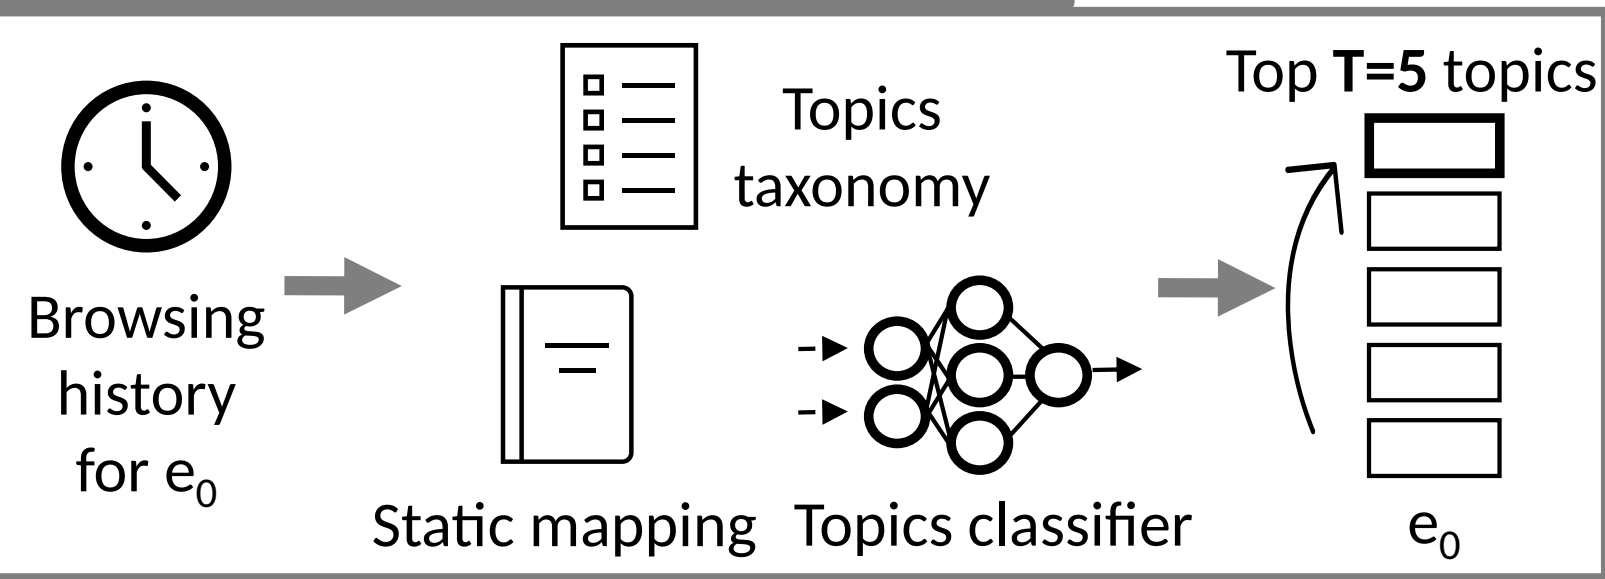 Browsing
history
for e₀
Topics
taxonomy
Static mapping
Topics classifier
Top T=5 topics
e₀